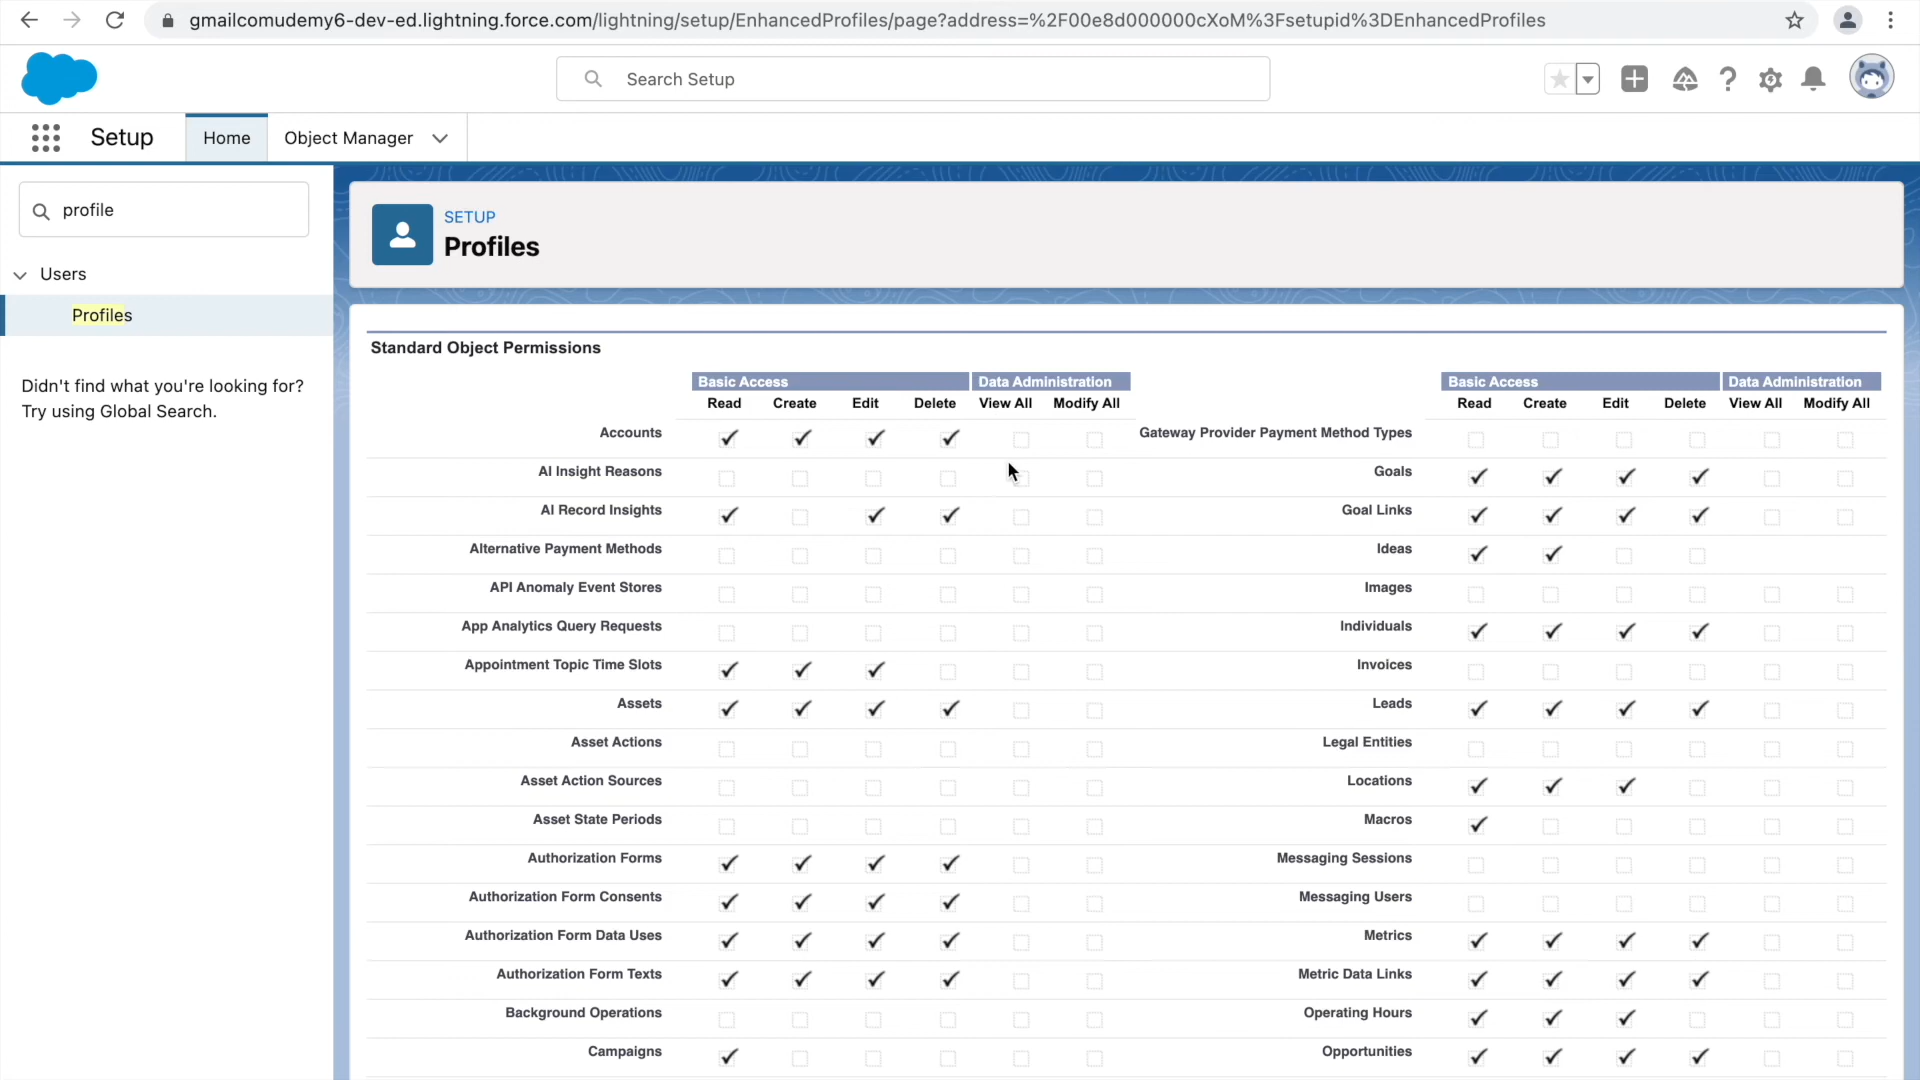 gmailcomudemy6-dev-ed.lightning.force.com/lightning/setup/EnhancedProfiles/page?address=%2F00e8d000000cXoM%3Fsetupid%3DEnhancedProfiles
Search Setup
Setup Home Object Manager
profile
Users
Profiles
Didn't find what you're looking for?
Try using Global Search.
SETUP
Profiles
Standard Object Permissions
Basic Access Data Administration Basic Access Data Administration
Read Create Edit Delete View All Modify All Read Create Edit Delete View All Modify All
Accounts Gateway Provider Payment Method Types
AI Insight Reasons Goals
AI Record Insights Goal Links
Alternative Payment Methods Ideas
API Anomaly Event Stores Images
App Analytics Query Requests Individuals
Appointment Topic Time Slots Invoices
Assets Leads
Asset Actions Legal Entities
Asset Action Sources Locations
Asset State Periods Macros
Authorization Forms Messaging Sessions
Authorization Form Consents Messaging Users
Authorization Form Data Uses Metrics
Authorization Form Texts Metric Data Links
Background Operations Operating Hours
Campaigns Opportunities